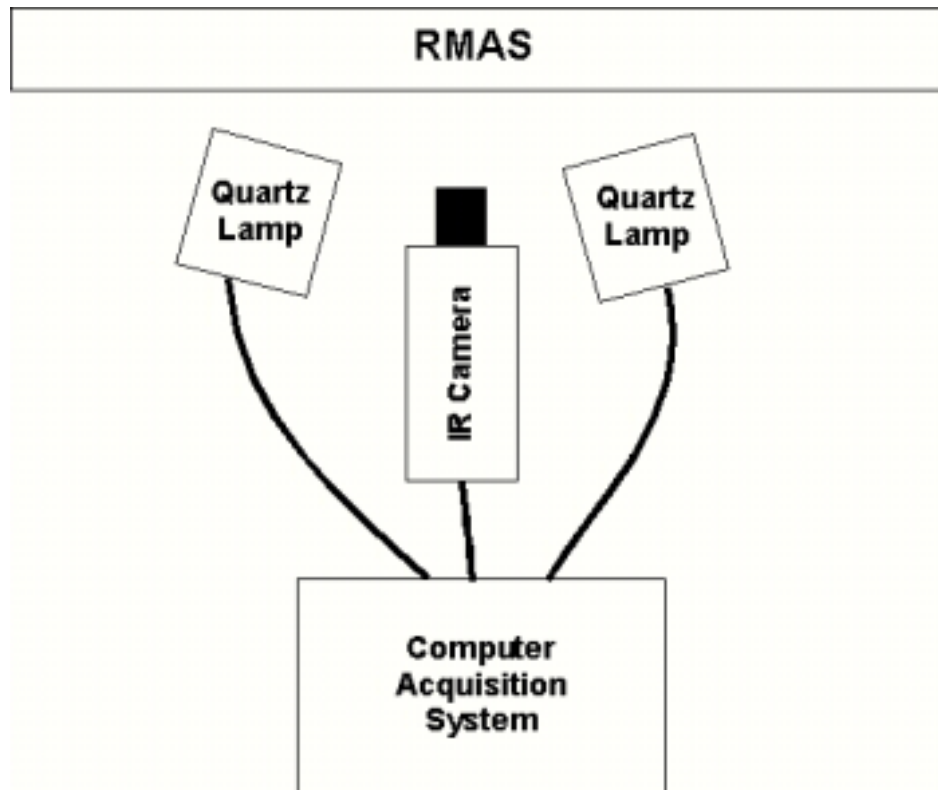 RMAS
Quartz
Lamp
Quartz
Lamp
IR Camera
Computer
Acquisition
System